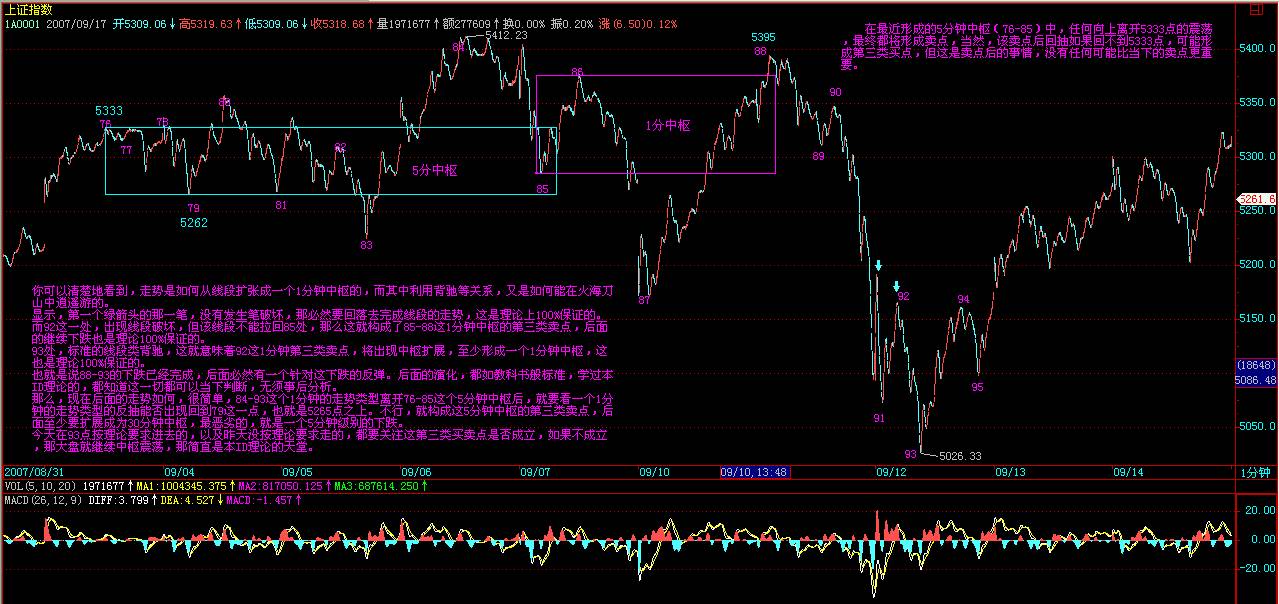 上证指数
1A0001 2007/09/17 开5309.06↓高5319.63↑低5309.06↓收5318.68↑量1971677↑额277609↑换0.00% 振0.20% 涨(6.50)0.12%
在最近形成的5分钟中枢(76-85)中，任何向上离开5333点的震荡
，最终都将形成卖点，当然，该卖点后回抽如果回不到5333点，可能形
成第三类买点，但这是卖点后的事情，没有任何可能比当下的卖点更重
要。
5412.23
5395
84
88
86
5333
76
78
77
82
1分中枢
5分中枢
90
89
85
79
81
5262
83
87
92
94
95
91
93
5026.33
你可以清楚地看到，走势是如何从线段扩张成一个1分钟中枢的，而其中利用背驰等关系，又是如何能在火海刀
山中逍遥游的。
显示，第一个绿箭头的那一笔，没有发生笔破坏，那必然要回落去完成线段的走势，这是理论上100%保证的。
而92这一处，出现线段破坏，但该线段不能拉回85处，那么这就构成了85-88这1分钟中枢的第三类卖点，后面
的继续下跌也是理论100%保证的。
93处，标准的线段类背驰，这就意味着92这1分钟第三类卖点，将出现中枢扩展，至少形成一个1分钟中枢，这
也是理论100%保证的。
也就是说88-93的下跌已经完成，后面必然有一个针对这下跌的反弹。后面的演化，都如教科书般标准，学过本
ID理论的，都知道这一切都可以当下判断，无须事后分析。
那么，现在后面的走势如何，很简单，84-93这个1分钟的走势类型离开76-85这个5分钟中枢后，就要看一个1分
钟的走势类型的反抽能否出现回到79这一点，也就是5265点之上。不行，就构成这5分钟中枢的第三类卖点，后
面至少要扩展成为30分钟中枢，最恶劣的，就是一个5分钟级别的下跌。
今天在93点按理论要求进去的，以及昨天没按理论要求走的，都要关注这第三类买卖点是否成立，如果不成立
，那大盘就继续中枢震荡，那简直是本ID理论的天堂。
5400.0
5350.0
5300.0
5261.6
5250.0
5200.0
5150.0
(18648)
5086.48
5050.0
2007/08/31 09/04 09/05 09/06 09/07 09/10 09/10,13:48 09/12 09/13 09/14 1分钟
VOL(5,10,20) 1971677↑MA1:1004345.375↑MA2:817050.125↑MA3:687614.250↑
MACD(26,12,9) DIFF:3.799↑DEA:4.527↓MACD:-1.457↑
20.00
0.00
-20.00